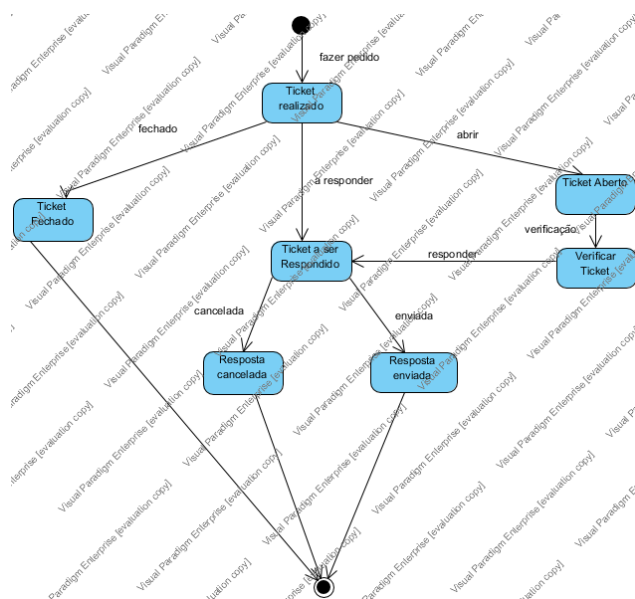 fazer pedido
Ticket
realizado
fechado
a responder
abrir
Ticket
Fechado
Ticket Aberto
verificação
Ticket a ser
Respondido
responder
Verificar
Ticket
cancelada
enviada
Resposta
cancelada
Resposta
enviada
Visual Paradigm Enterprise [evaluation copy]